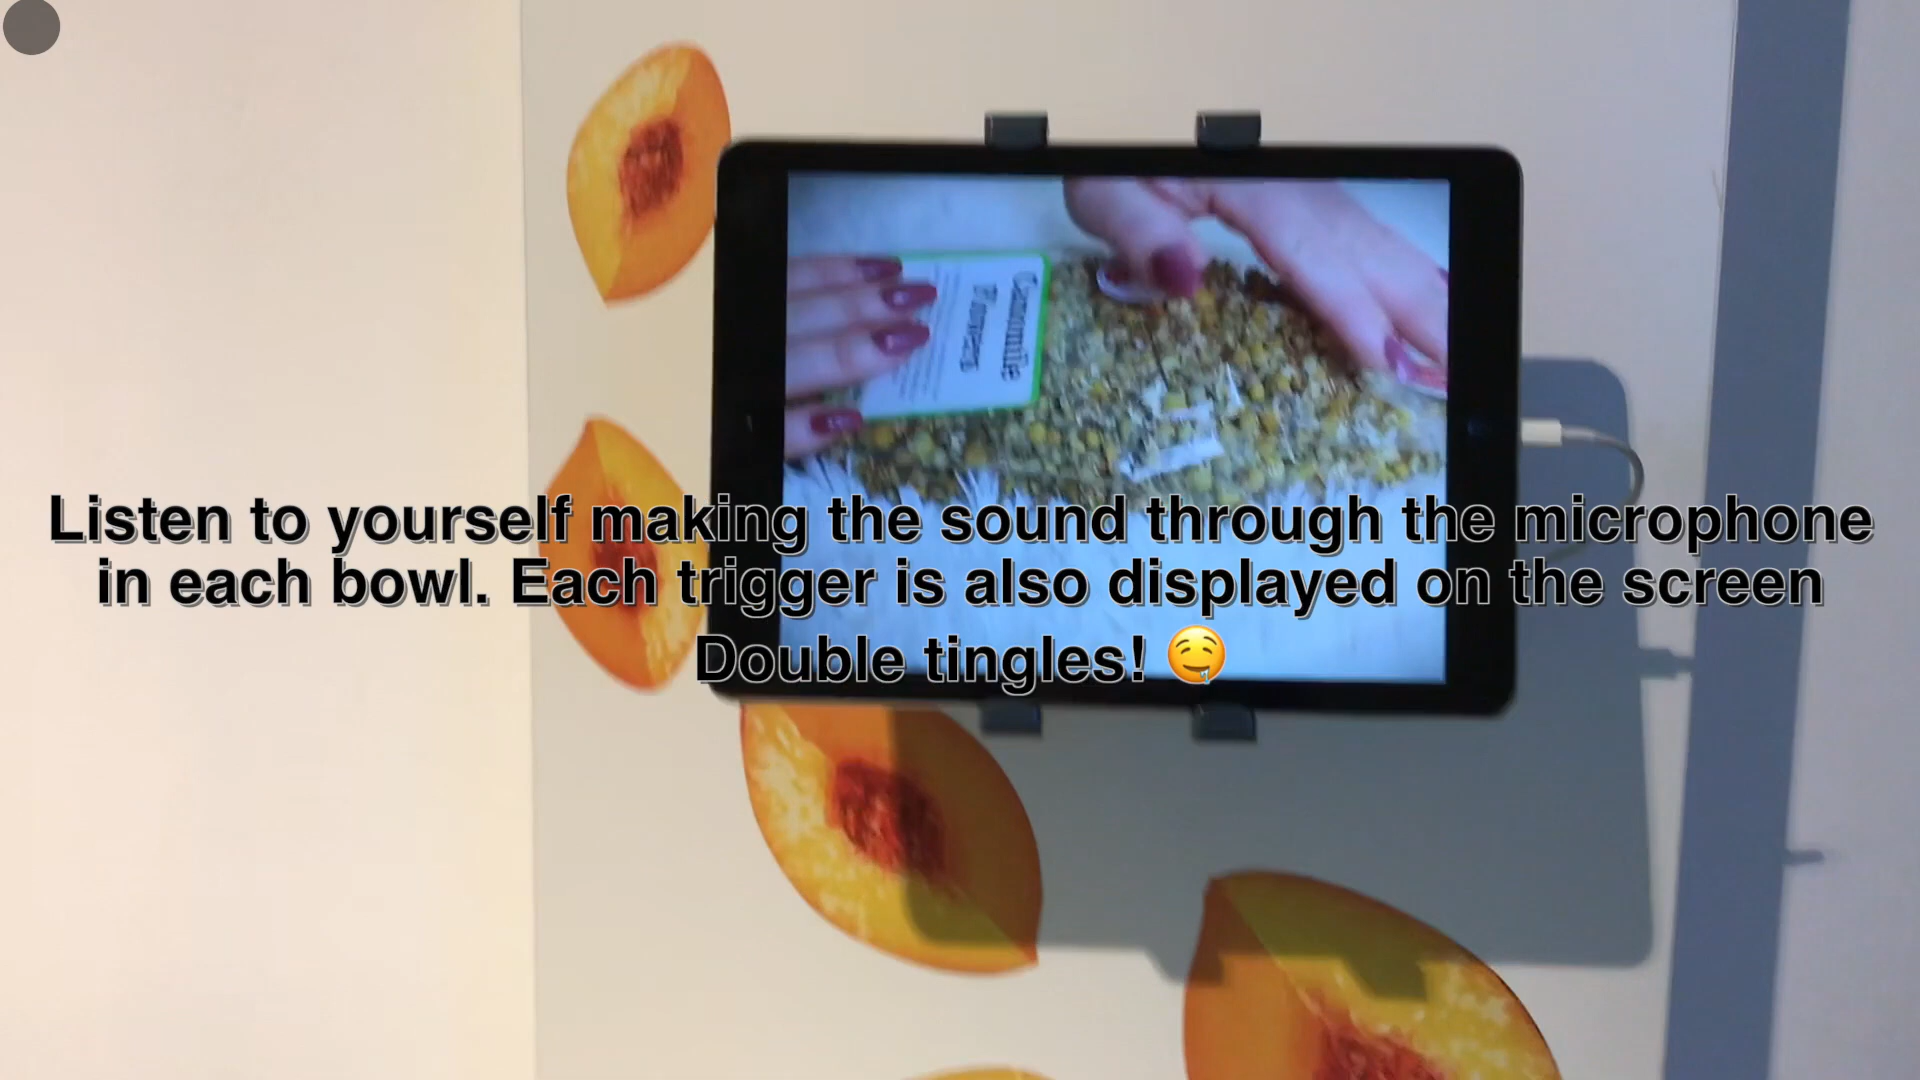 Camomile
Flowers
Listen to yourself making the sound through the microphone
in each bowl. Each trigger is also displayed on the screen
Double tingles! 🤤